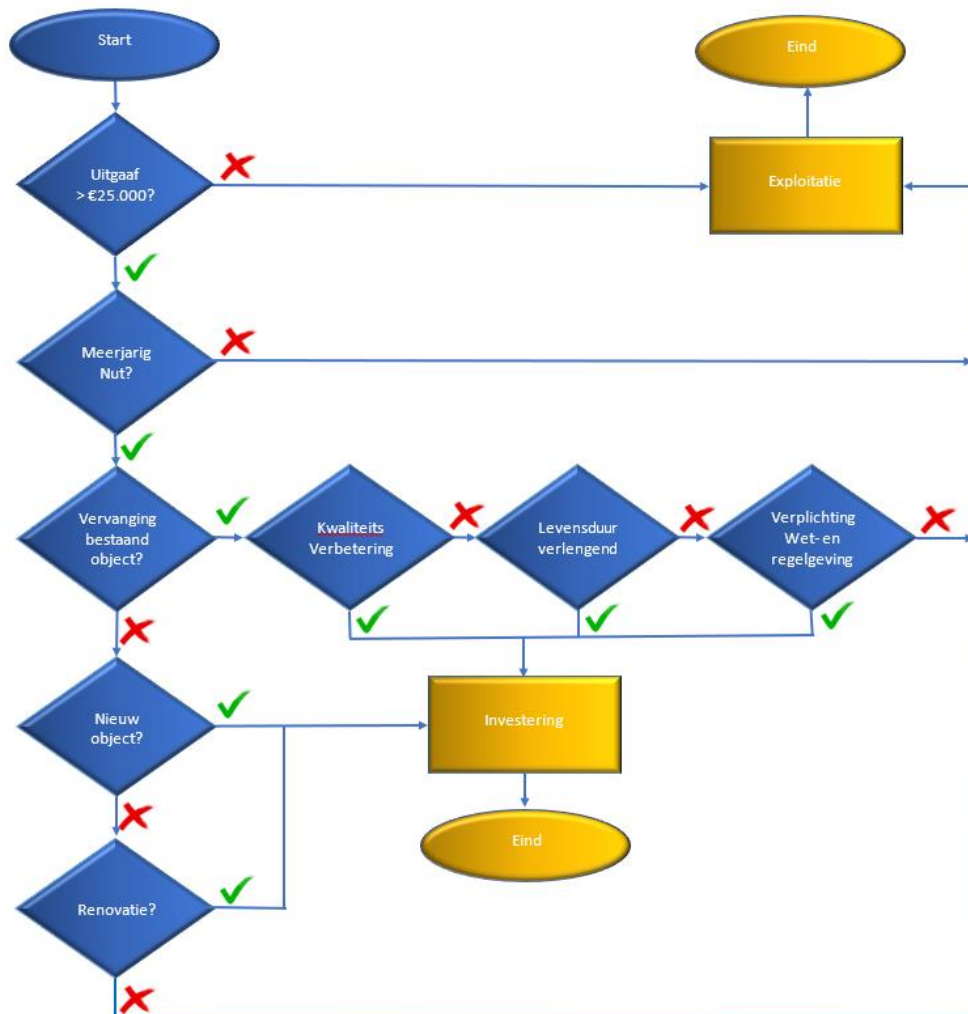 Start
Eind
Uitgaaf
> €25.000?
Exploitatie
Meerjarig
Nut?
Vervanging
bestaand
object?
Kwaliteits
Verbetering
Levensduur
verlengend
Verplichting
Wet- en
regelgeving
Nieuw
object?
Investering
Eind
Renovatie?